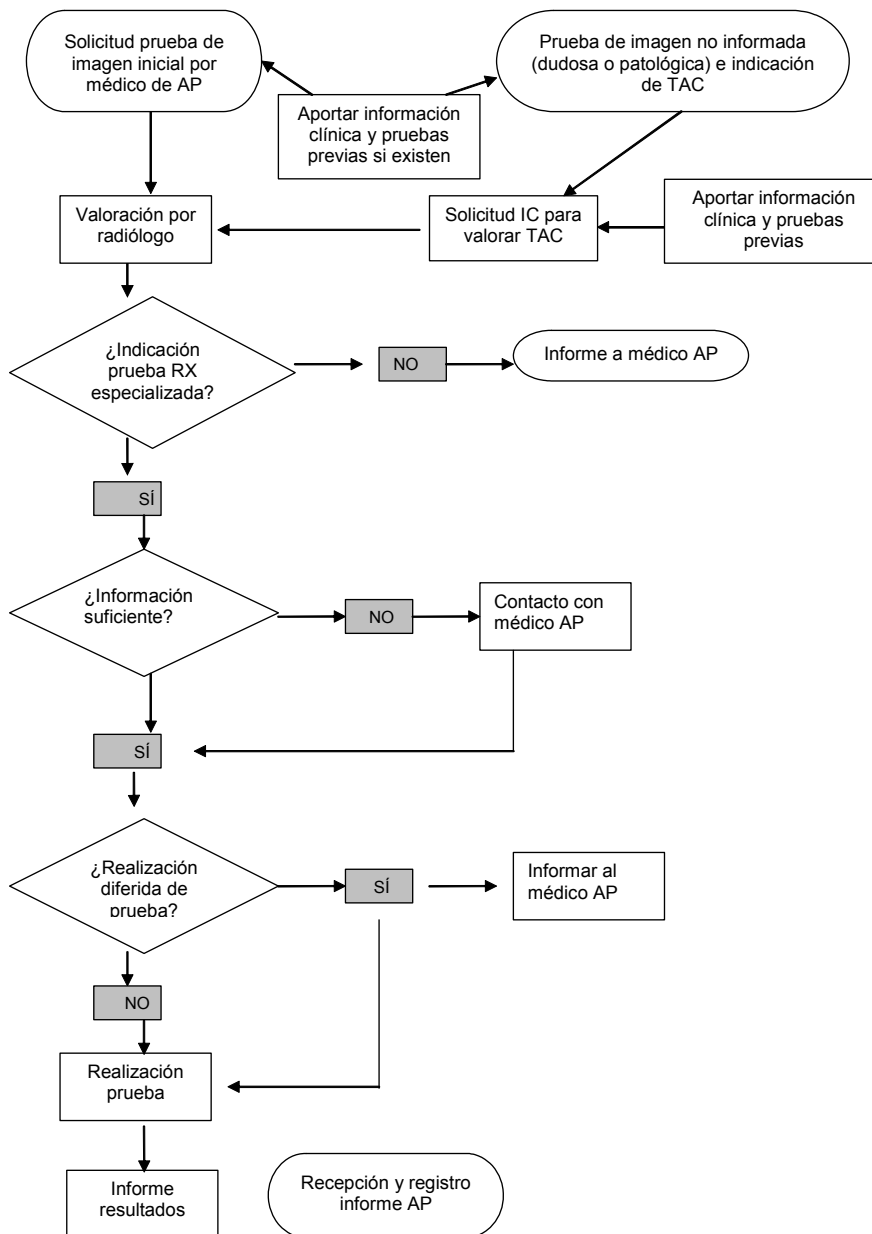 Solicitud prueba de
imagen inicial por
médico de AP
Prueba de imagen no informada
(dudosa o patológica) e indicación
de TAC
Aportar información
clínica y pruebas
previas si existen
Valoración por
radiólogo
Solicitud IC para
valorar TAC
Aportar información
clínica y pruebas
previas
¿Indicación
prueba RX
especializada?
NO
Informe a médico AP
SÍ
¿Información
suficiente?
NO
Contacto con
médico AP
SÍ
¿Realización
diferida de
prueba?
SÍ
Informar al
médico AP
NO
Realización
prueba
Informe
resultados
Recepción y registro
informe AP